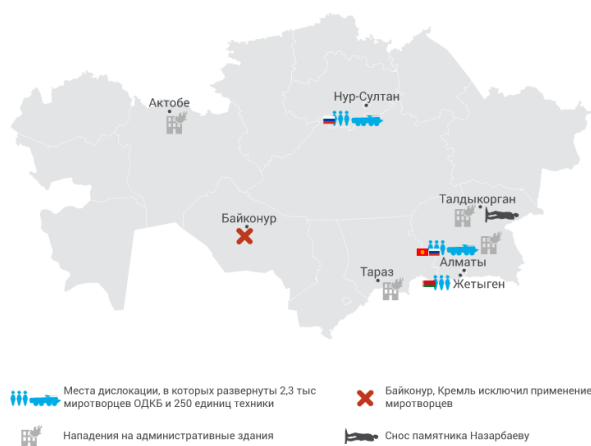 Актобе
Нур-Султан
Талдыкорган
Байконур
Алматы
Тараз
Жетыген
Места дислокации, в которых развернуты 2,3 тыс
миротворцев ОДКБ и 250 единиц техники
Байконур, Кремль исключил применение
миротворцев
Нападения на административные здания
Снос памятника Назарбаеву